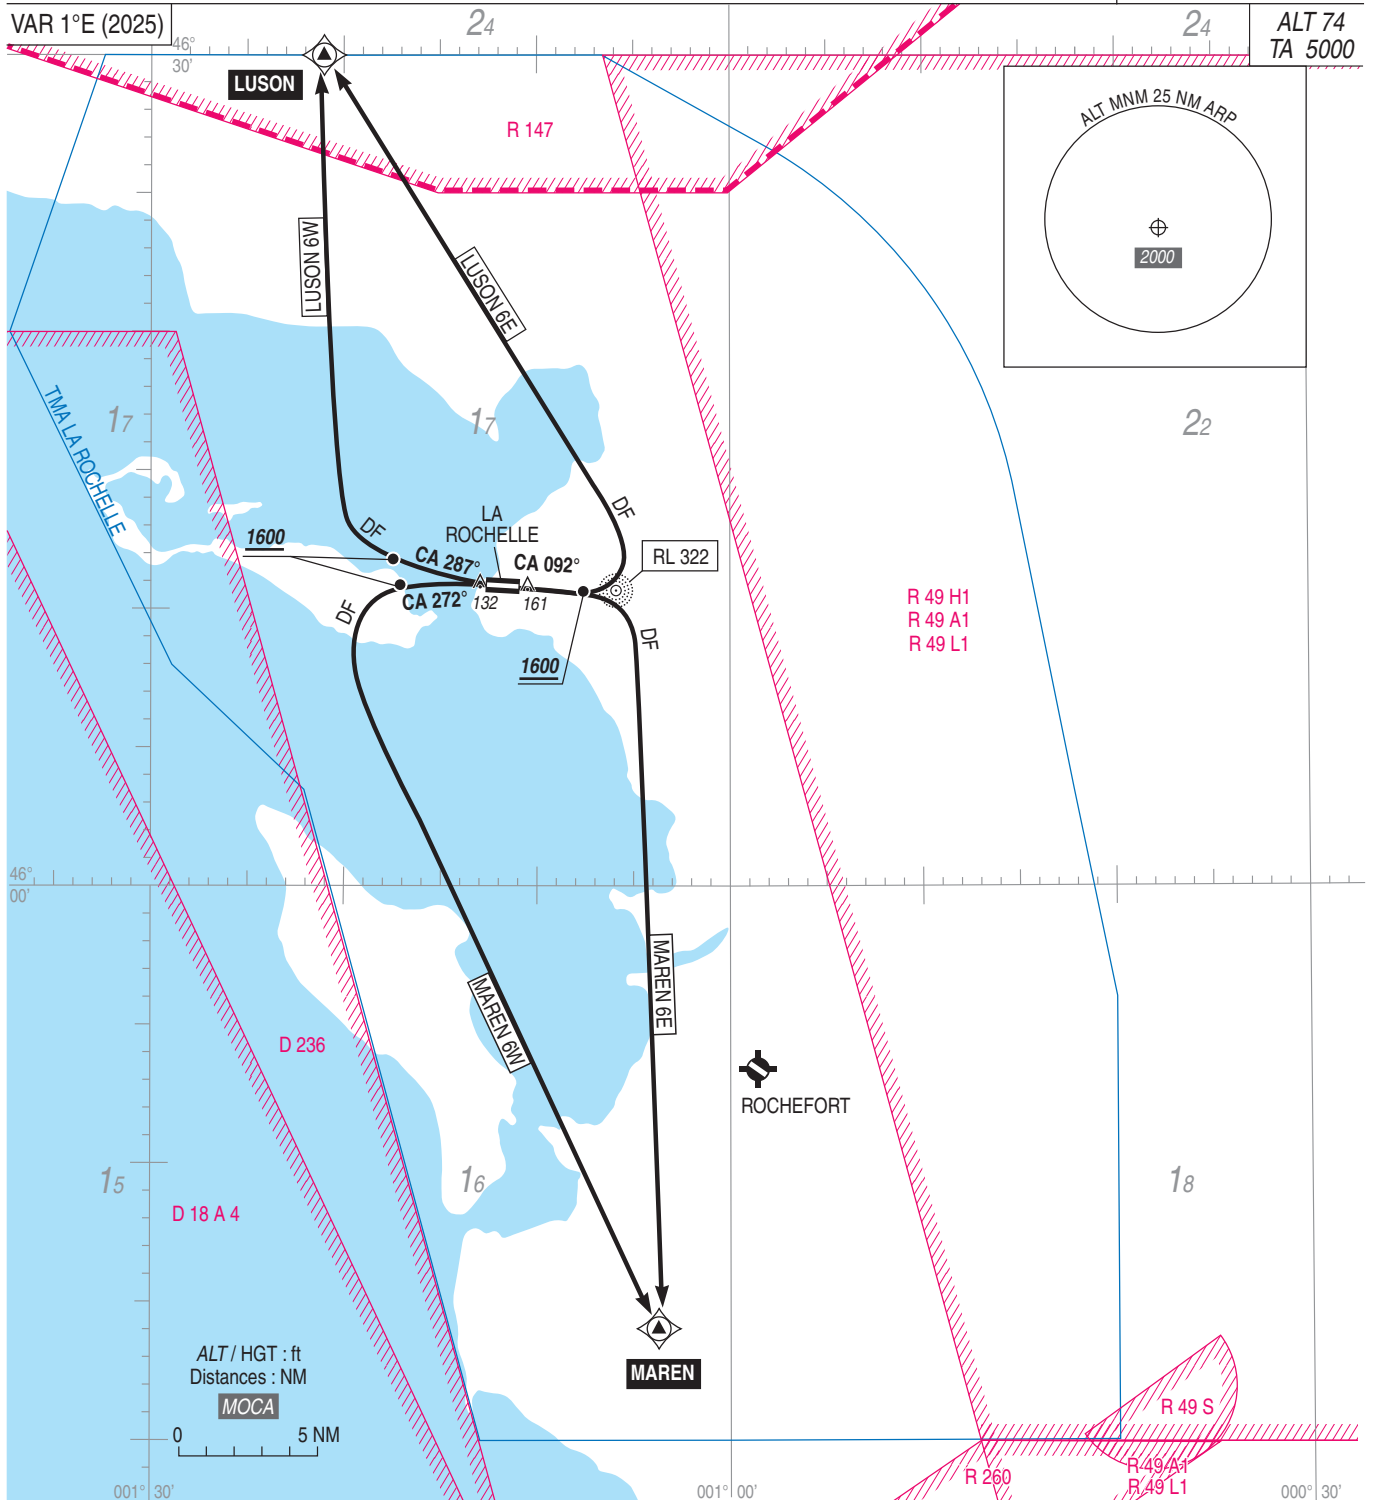 VAR 1°E (2025)
24
24
ALT 74
TA 5000
46°
30'
LUSON
R 147
ALT MNM 25 NM ARP
2000
LUSON 6W
LUSON 6E
TMA LA ROCHELLE
17
17
22
DF
DF
LA
ROCHELLE
1600
CA 287°
CA 092°
RL 322
CA 272°
132
161
DF
DF
1600
R 49 H1
R 49 A1
R 49 L1
46°
00'
MAREN 6W
MAREN 6E
D 236
ROCHEFORT
15
16
18
D 18 A 4
ALT / HGT : ft
Distances : NM
MOCA
0
5 NM
MAREN
R 49 S
R 260
R 49 A1
R 49 L1
001° 30'
001° 00'
000° 30'